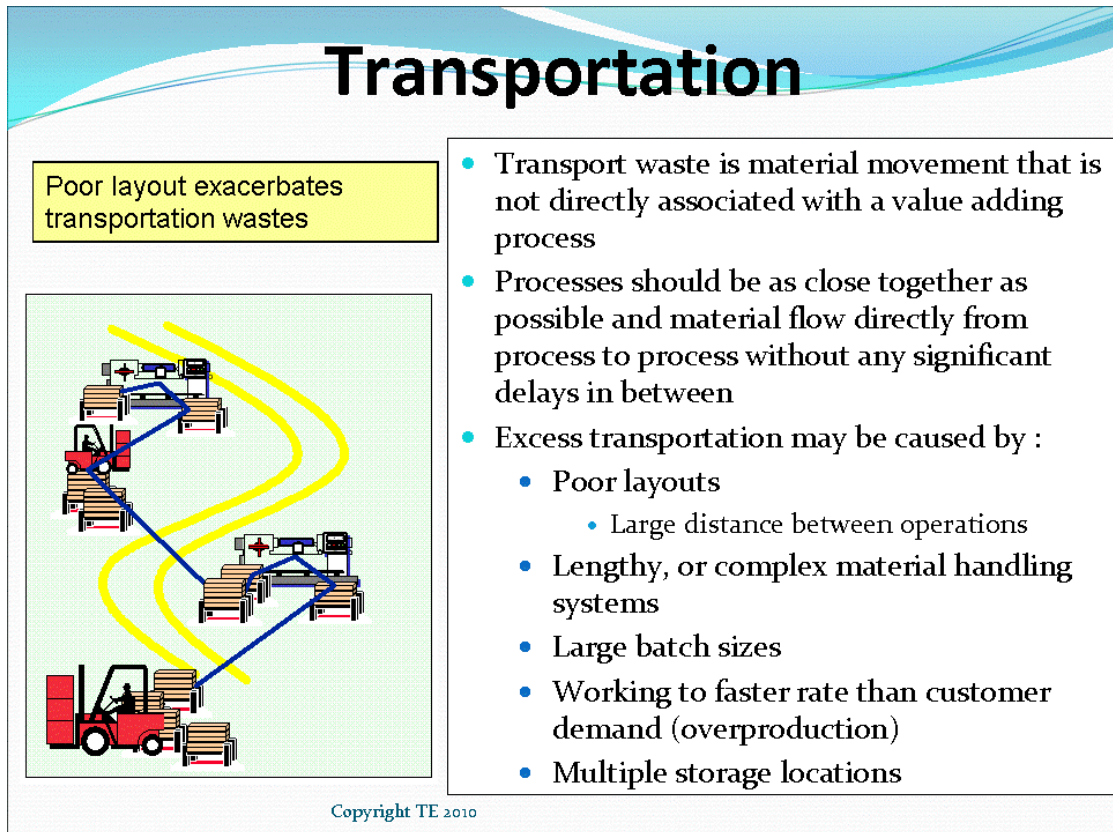 Transportation
Poor layout exacerbates
transportation wastes
Transport waste is material movement that is
not directly associated with a value adding
process
Processes should be as close together as
possible and material flow directly from
process to process without any significant
delays in between
Excess transportation may be caused by :
Poor layouts
Large distance between operations
Lengthy, or complex material handling
systems
Large batch sizes
Working to faster rate than customer
demand (overproduction)
Multiple storage locations
Copyright TE 2010